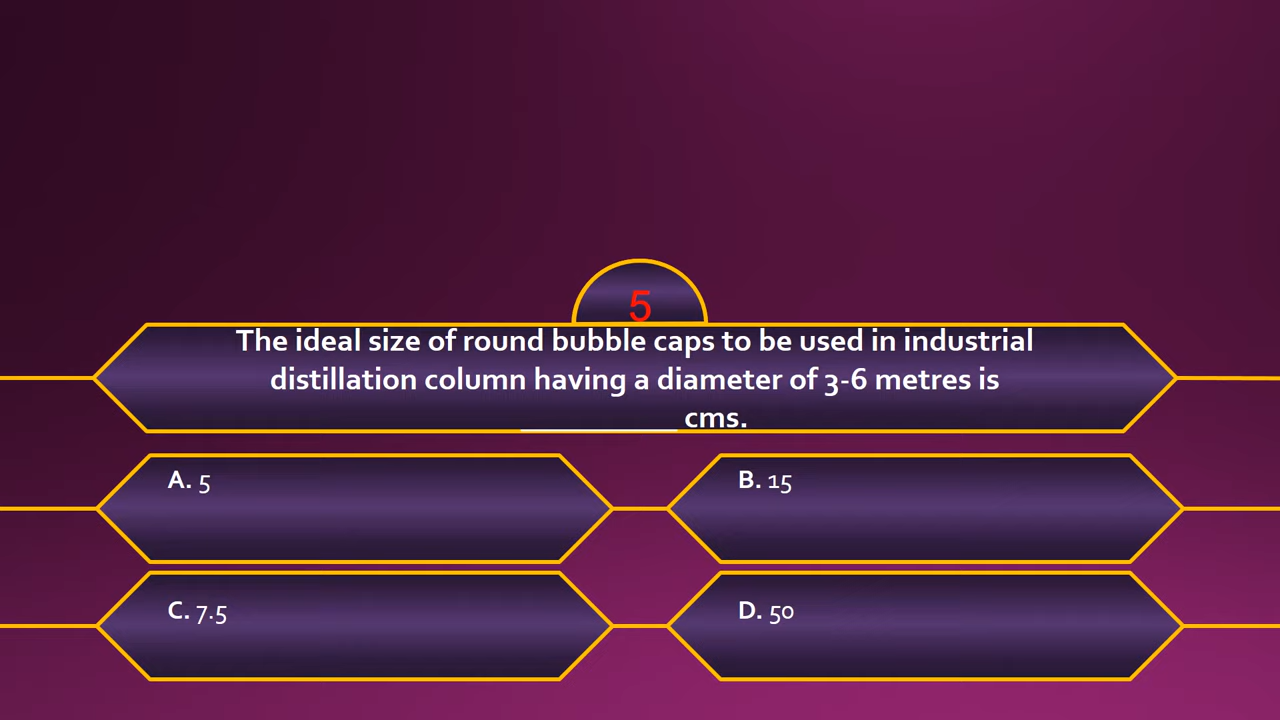 5
The ideal size of round bubble caps to be used in industrial
distillation column having a diameter of 3-6 metres is
__________ cms.
A. 5
B. 15
C. 7.5
D. 50